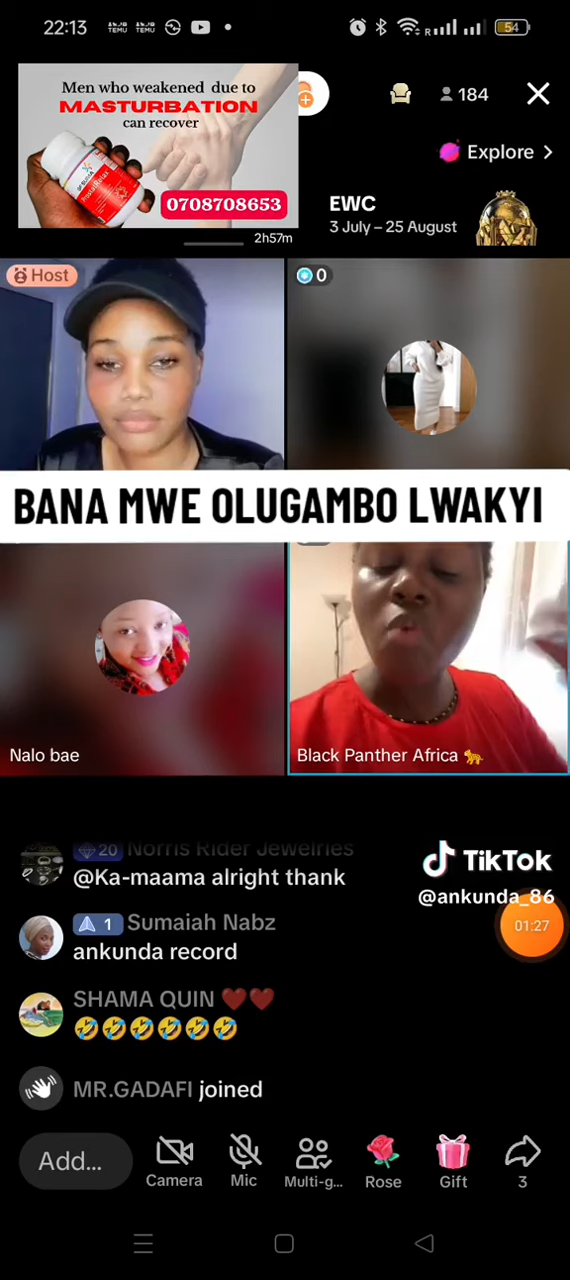 22:13
TEMU TEMU
54
Men who weakened due to
MASTURBATION
can recover
ProstaRelax
0708708653
184
Explore
EWC
3 July – 25 August
2h57m
Host
0
BANA MWE OLUGAMBO LWAKYI
Nalo bae
Black Panther Africa 🐆
20 Norris Rider Jewelries
@Ka-maama alright thank
TikTok
@ankunda_86
01:27
1 Sumaiah Nabz
ankunda record
SHAMA QUIN ❤️❤️
🤣🤣🤣🤣🤣🤣
MR.GADAFI joined
Add...
Camera
Mic
Multi-g...
Rose
Gift
3